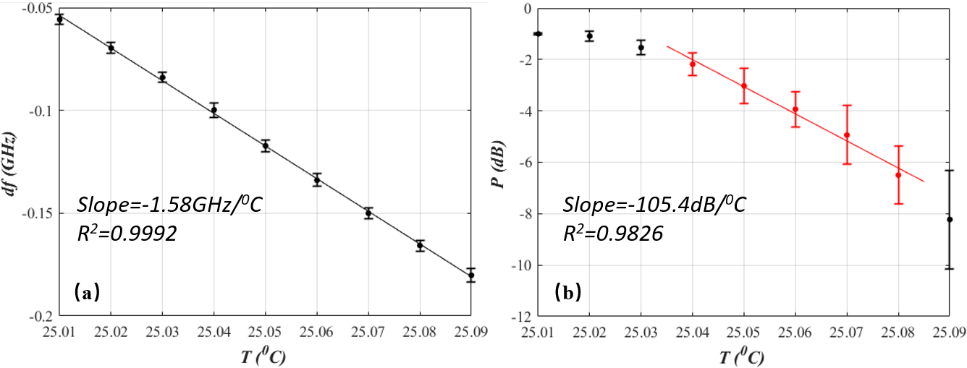 -0.05
-0.1
-0.15
-0.2
df (GHz)
Slope=-1.58GHz/⁰C
R²=0.9992
(a)
25.01 25.02 25.03 25.04 25.05 25.06 25.07 25.08 25.09
T (⁰C)
0
-2
-4
-6
-8
-10
-12
P (dB)
Slope=-105.4dB/⁰C
R²=0.9826
(b)
25.01 25.02 25.03 25.04 25.05 25.06 25.07 25.08 25.09
T (⁰C)